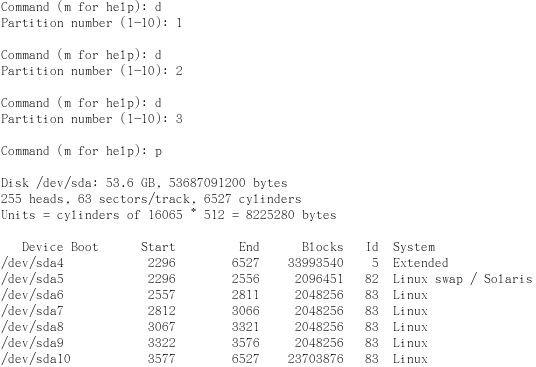 Command (m for help): d
Partition number (1-10): 1
Command (m for help): d
Partition number (1-10): 2
Command (m for help): d
Partition number (1-10): 3
Command (m for help): p
Disk /dev/sda: 53.6 GB, 53687091200 bytes
255 heads, 63 sectors/track, 6527 cylinders
Units = cylinders of 16065 * 512 = 8225280 bytes
Device Boot Start End Blocks Id System
/dev/sda4 2296 6527 33993540 5 Extended
/dev/sda5 2296 2556 2096451 82 Linux swap / Solaris
/dev/sda6 2557 2811 2048256 83 Linux
/dev/sda7 2812 3066 2048256 83 Linux
/dev/sda8 3067 3321 2048256 83 Linux
/dev/sda9 3322 3576 2048256 83 Linux
/dev/sda10 3577 6527 23703876 83 Linux